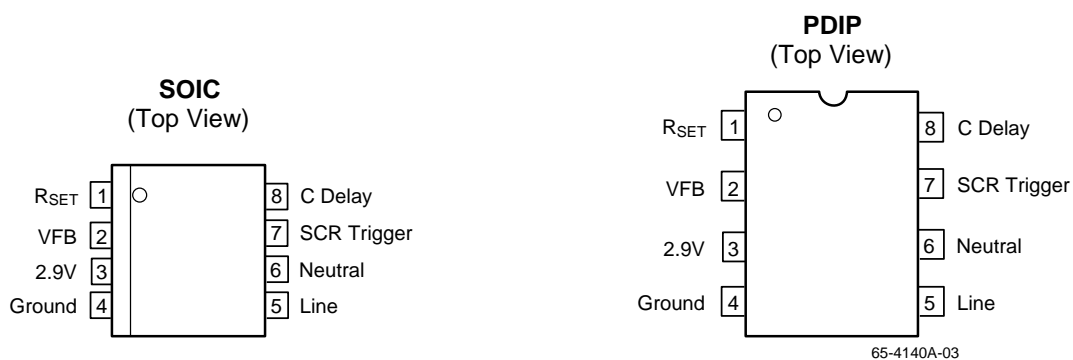 SOIC
(Top View)
RSET 1 8 C Delay
VFB 2 7 SCR Trigger
2.9V 3 6 Neutral
Ground 4 5 Line
PDIP
(Top View)
RSET 1 8 C Delay
VFB 2 7 SCR Trigger
2.9V 3 6 Neutral
Ground 4 5 Line
65-4140A-03